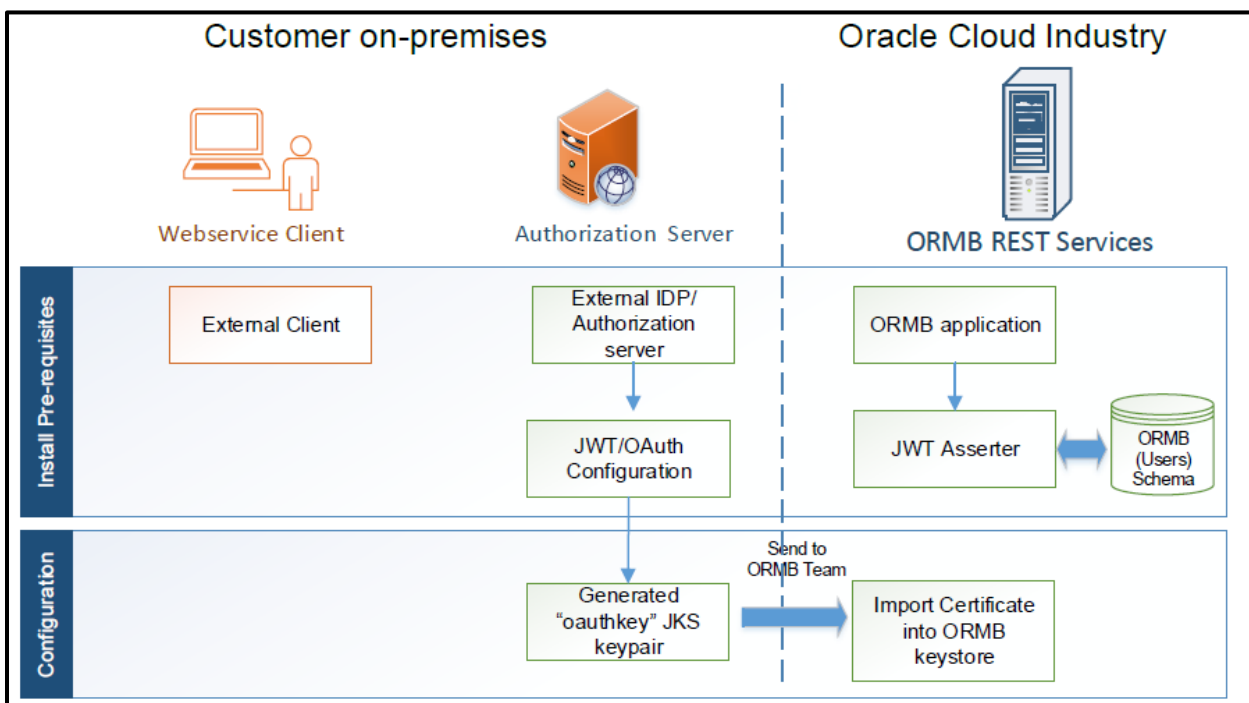 Customer on-premises
Oracle Cloud Industry
Webservice Client
Authorization Server
ORMB REST Services
Install Pre-requisites
External Client
External IDP/
Authorization
server
ORMB application
JWT/OAuth
Configuration
JWT Asserter
ORMB
(Users)
Schema
Configuration
Send to
ORMB Team
Generated
“oauthkey” JKS
keypair
Import Certificate
into ORMB
keystore